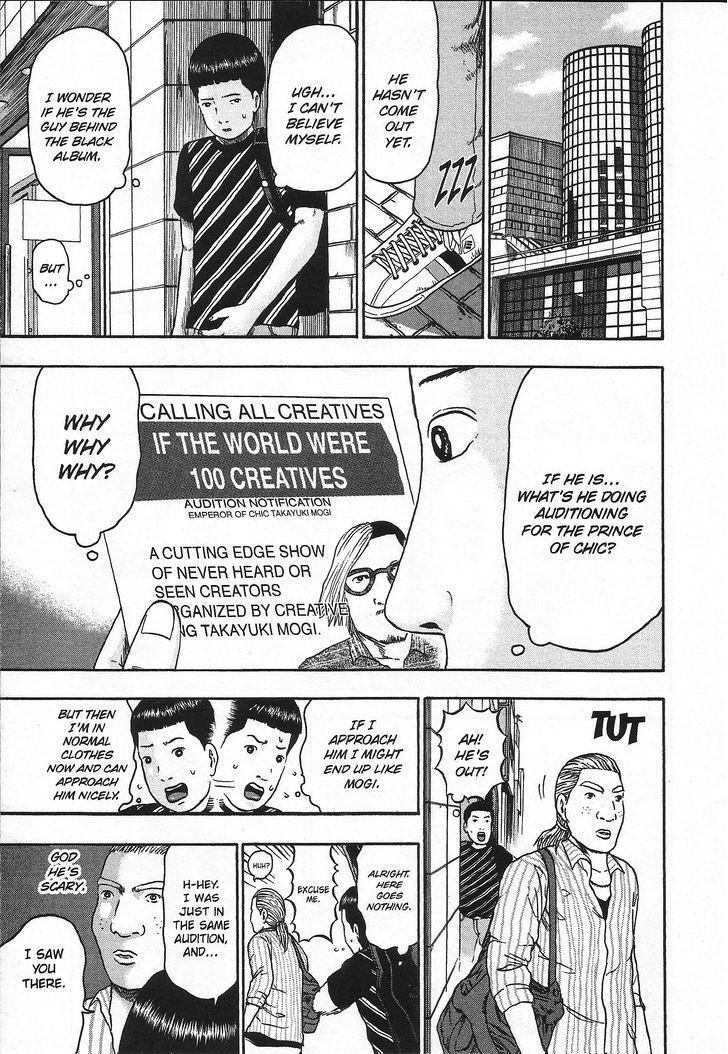 HE
HASN'T
COME
OUT
YET.
ZZZ
UGH...
I CAN'T
BELIEVE
MYSELF.
I WONDER
IF HE'S THE
GUY BEHIND
THE BLACK
ALBUM.
BUT
...
IF HE IS...
WHAT'S HE DOING
AUDITIONING
FOR THE PRINCE
OF CHIC?
CALLING ALL CREATIVES
IF THE WORLD WERE
100 CREATIVES
AUDITION NOTIFICATION
EMPEROR OF CHIC TAKAYUKI MOGI
A CUTTING EDGE SHOW
OF NEVER HEARD OR
SEEN CREATORS
RGANIZED BY CREATIVE
NG TAKAYUKI MOGI.
WHY
WHY
WHY?
TUT
AH!
HE'S
OUT!
IF I
APPROACH
HIM I MIGHT
END UP LIKE
MOGI.
BUT THEN
I'M IN
NORMAL
CLOTHES
NOW AND CAN
APPROACH
HIM NICELY.
ALRIGHT.
HERE
GOES
NOTHING.
EXCUSE
ME.
HUH?
H-HEY.
I WAS
JUST IN
THE SAME
AUDITION,
AND...
GOD
HE'S
SCARY.
I SAW
YOU
THERE.